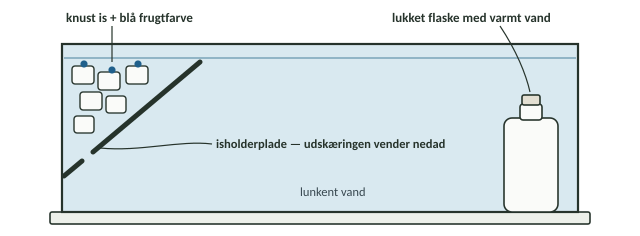 knust is + blå frugtfarve
lukket flaske med varmt vand
isholderplade — udskæringen vender nedad
lunkent vand